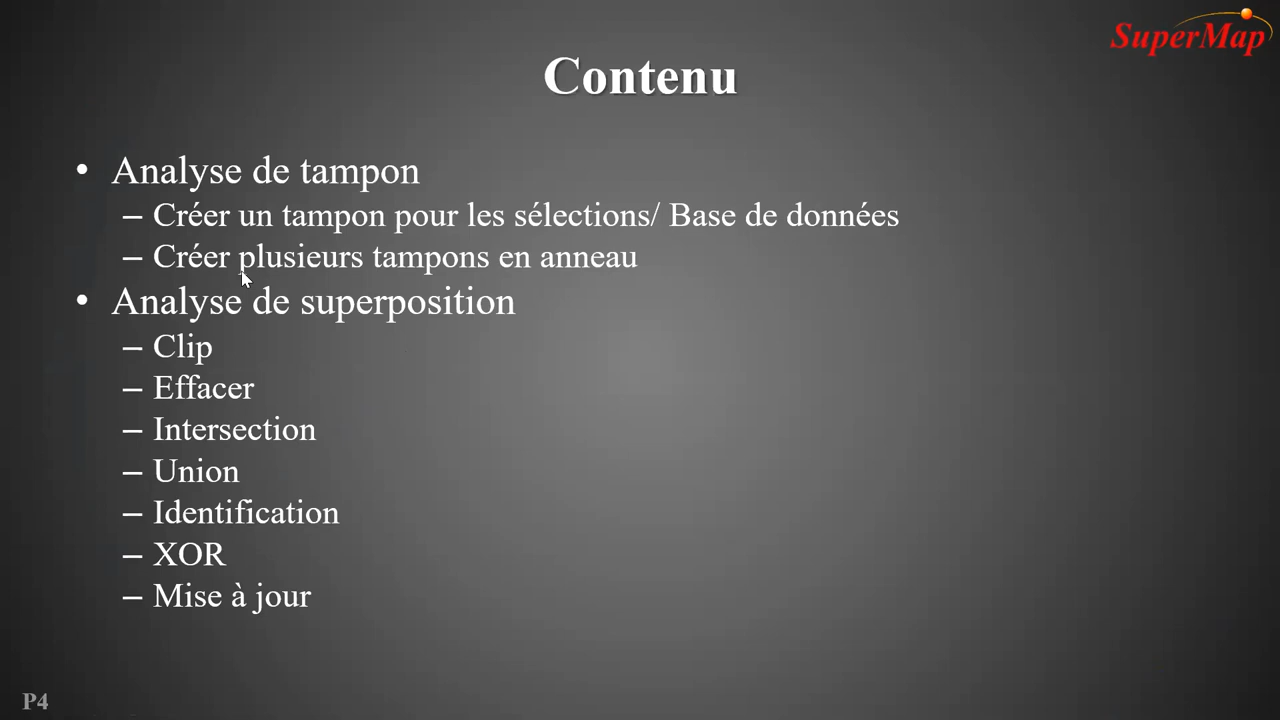 SuperMap
Contenu
• Analyse de tampon
– Créer un tampon pour les sélections/ Base de données
– Créer plusieurs tampons en anneau
• Analyse de superposition
– Clip
– Effacer
– Intersection
– Union
– Identification
– XOR
– Mise à jour
P4